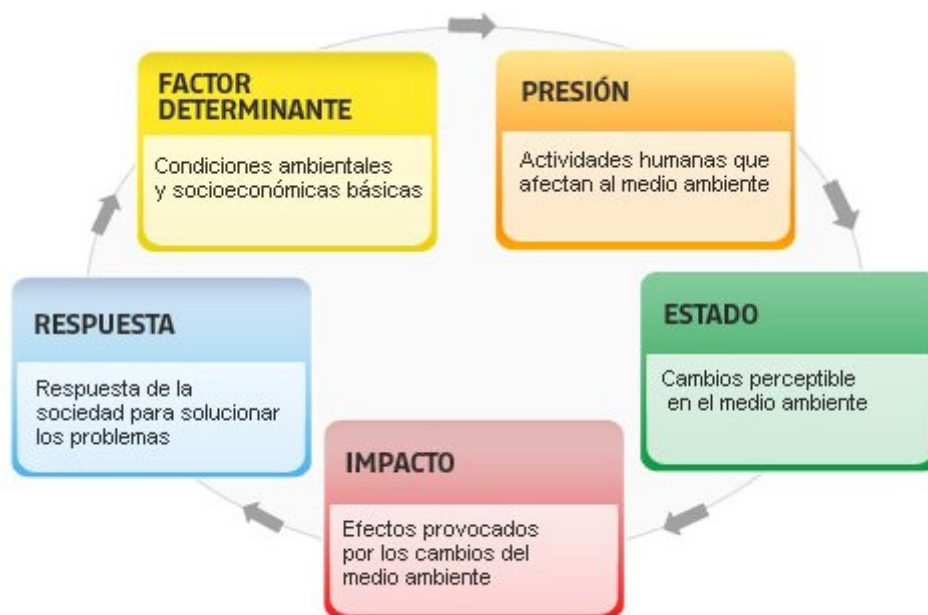 FACTOR
DETERMINANTE
Condiciones ambientales
y socioeconómicas básicas
PRESIÓN
Actividades humanas que
afectan al medio ambiente
ESTADO
Cambios perceptible
en el medio ambiente
IMPACTO
Efectos provocados
por los cambios del
medio ambiente
RESPUESTA
Respuesta de la
sociedad para solucionar
los problemas